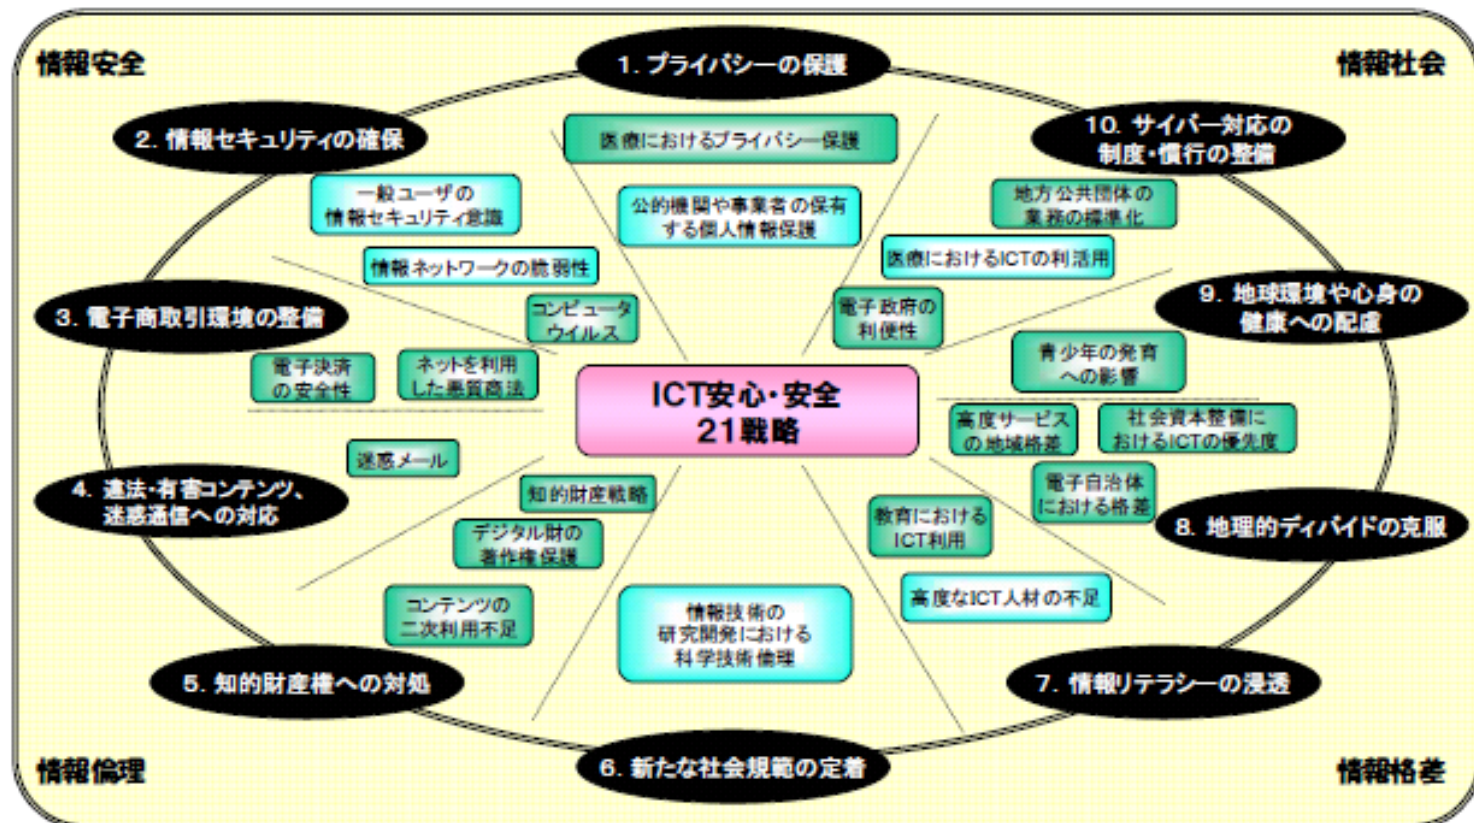 情報安全
情報社会
1．プライバシーの保護
2．情報セキュリティの確保
10．サイバー対応の
制度・慣行の整備
医療におけるプライバシー保護
一般ユーザの
情報セキュリティ意識
公的機関や事業者の保有
する個人情報保護
地方公共団体の
業務の標準化
情報ネットワークの脆弱性
医療におけるICTの利活用
3．電子商取引環境の整備
コンピュータ
ウイルス
電子政府の
利便性
9．地球環境や心身の
健康への配慮
電子決済
の安全性
ネットを利用
した悪質商法
青少年の発育
への影響
ICT安心・安全
21戦略
高度サービス
の地域格差
社会資本整備に
おけるICTの優先度
迷惑メール
4．違法・有害コンテンツ、
迷惑通信への対応
知的財産戦略
電子自治体
における格差
デジタル財の
著作権保護
教育における
ICT利用
8．地理的ディバイドの克服
コンテンツの
二次利用不足
情報技術の
研究開発における
科学技術倫理
高度なICT人材の不足
5．知的財産権への対処
7．情報リテラシーの浸透
6．新たな社会規範の定着
情報倫理
情報格差